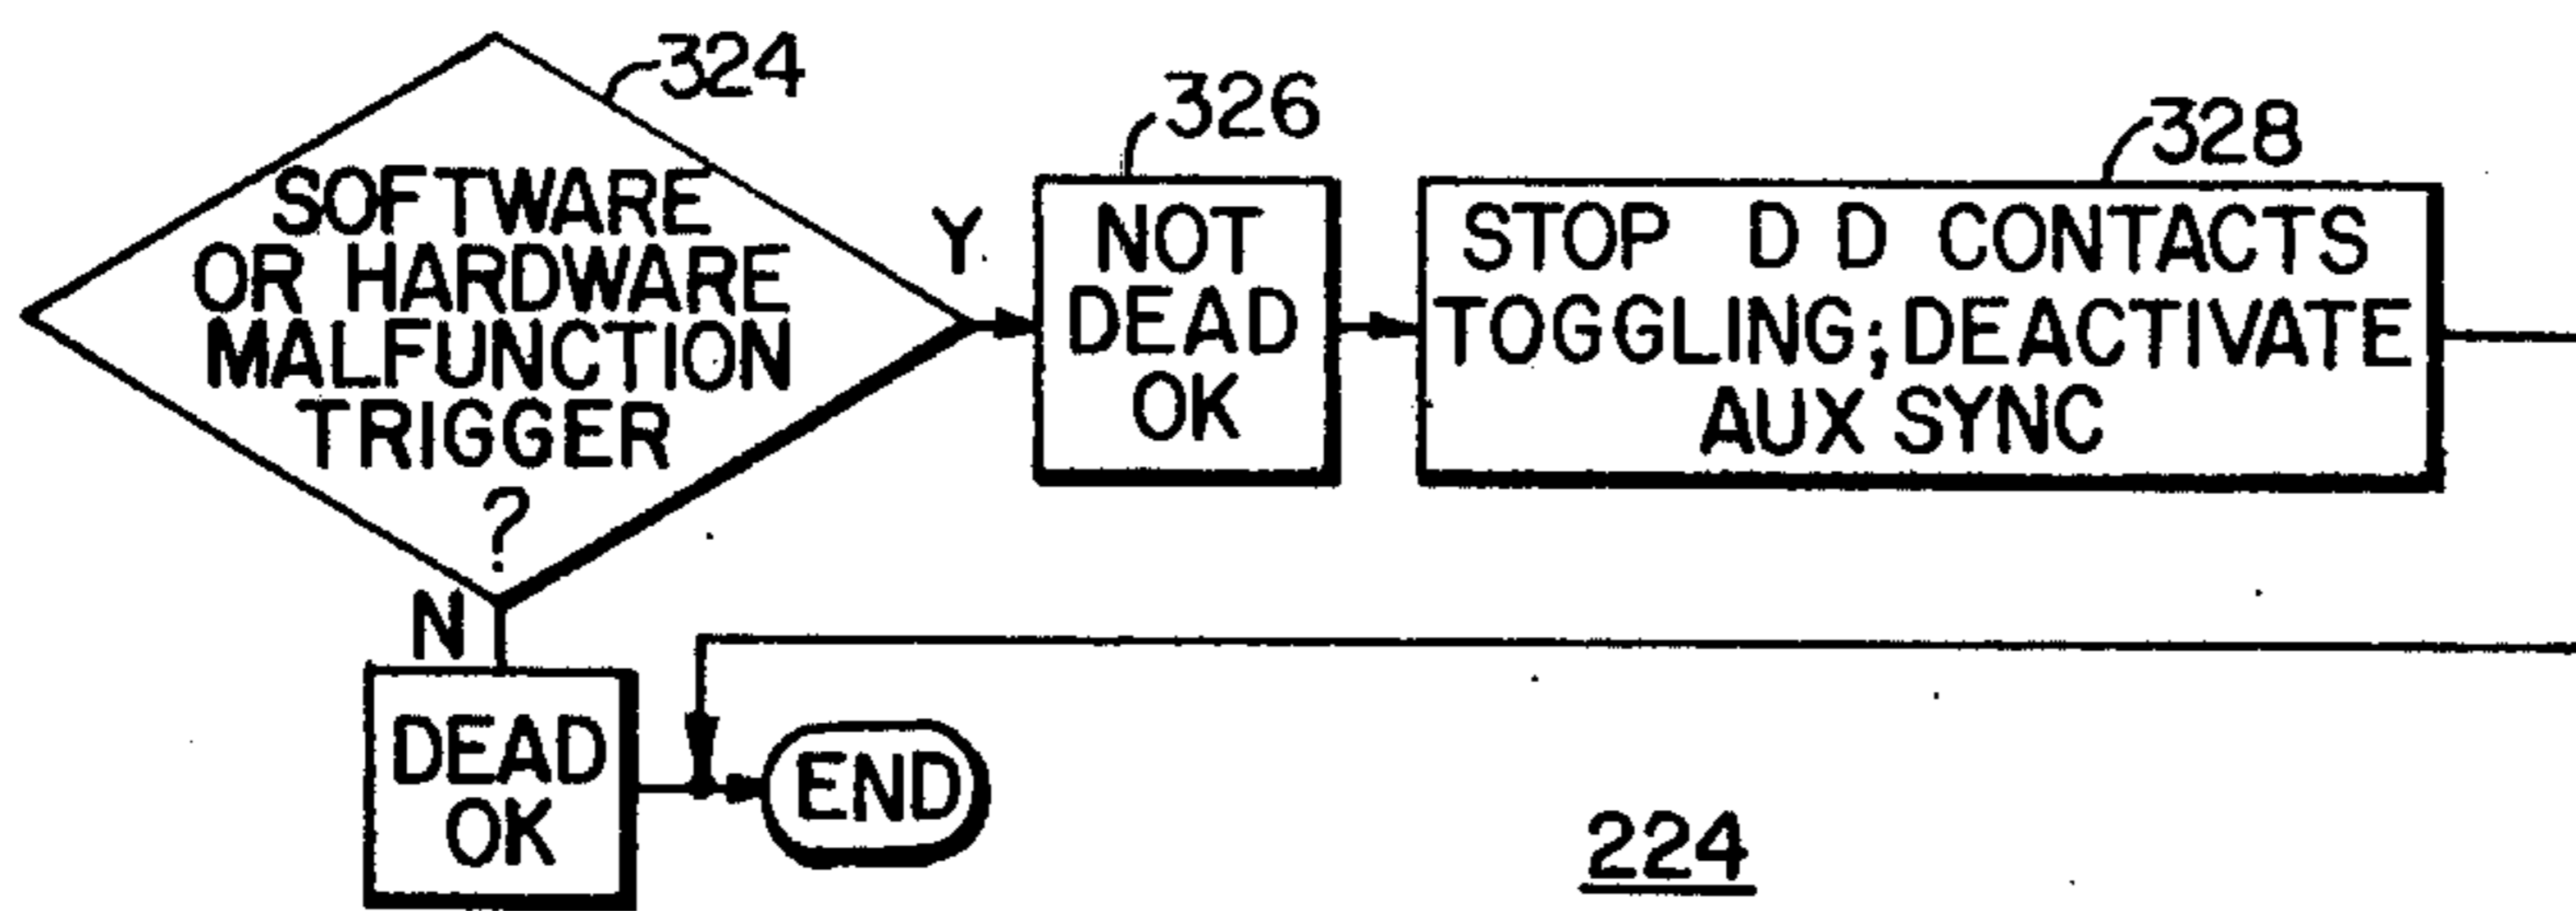 324
SOFTWARE
OR HARDWARE
MALFUNCTION
TRIGGER
?
Y
N
326
NOT
DEAD
OK
328
STOP D D CONTACTS
TOGGLING; DEACTIVATE
AUX SYNC
DEAD
OK
END
224